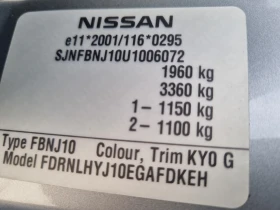 NISSAN
e11*2001/116*0295
SJNFBNJ10U1006072
1960 kg
3360 kg
1- 1150 kg
2- 1100 kg
Type FBNJ10 Colour, Trim KY0 G
Model FDRNLHYJ10EGAFDKEH